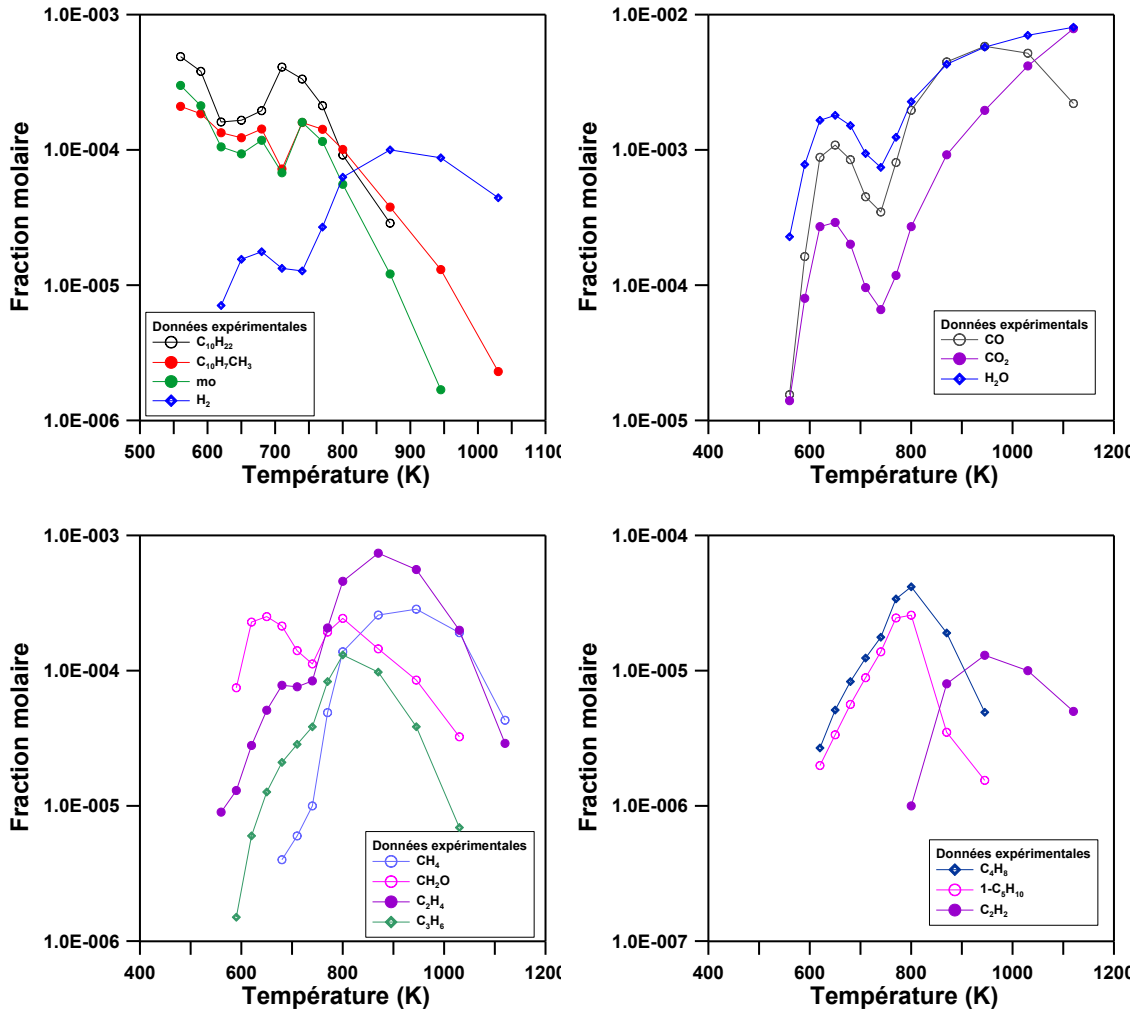 1.0E-003
1.0E-004
1.0E-005
1.0E-006
Fraction molaire
Données expérimentales
C₁₀H₂₂
C₁₀H₇CH₃
mo
H₂
500 600 700 800 900 1000 1100
Température (K)
1.0E-002
1.0E-003
1.0E-004
1.0E-005
Fraction molaire
Données expérimentals
CO
CO₂
H₂O
400 600 800 1000 1200
Température (K)
1.0E-003
1.0E-004
1.0E-005
1.0E-006
Fraction molaire
Données expérimentales
CH₄
CH₂O
C₂H₄
C₃H₆
400 600 800 1000 1200
Température (K)
1.0E-004
1.0E-005
1.0E-006
1.0E-007
Fraction molaire
Données expérimentales
C₄H₈
1-C₅H₁₀
C₂H₂
400 600 800 1000 1200
Température (K)